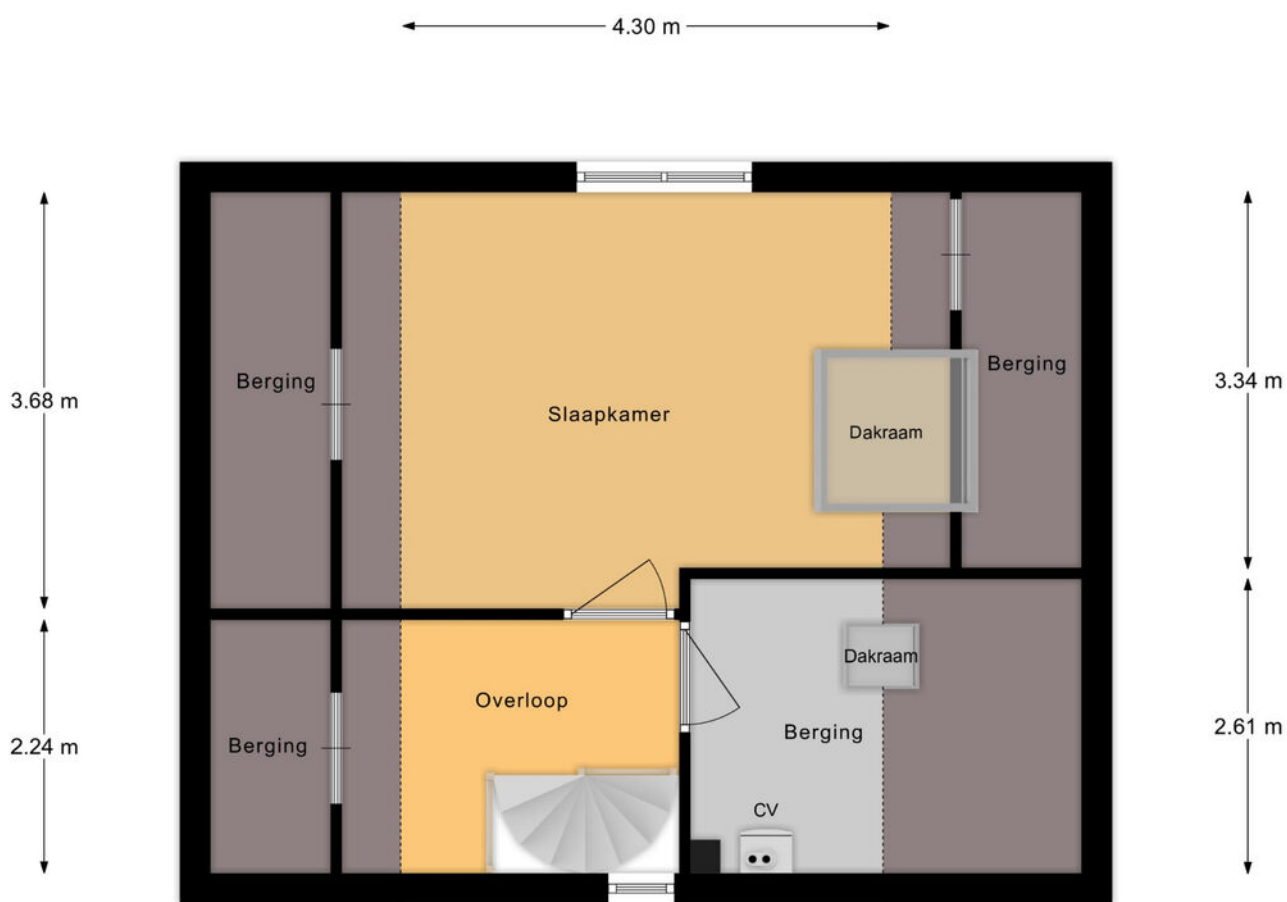 4.30 m
Berging
Berging
3.68 m
3.34 m
Slaapkamer
Dakraam
Dakraam
Overloop
Berging
Berging
2.24 m
2.61 m
CV